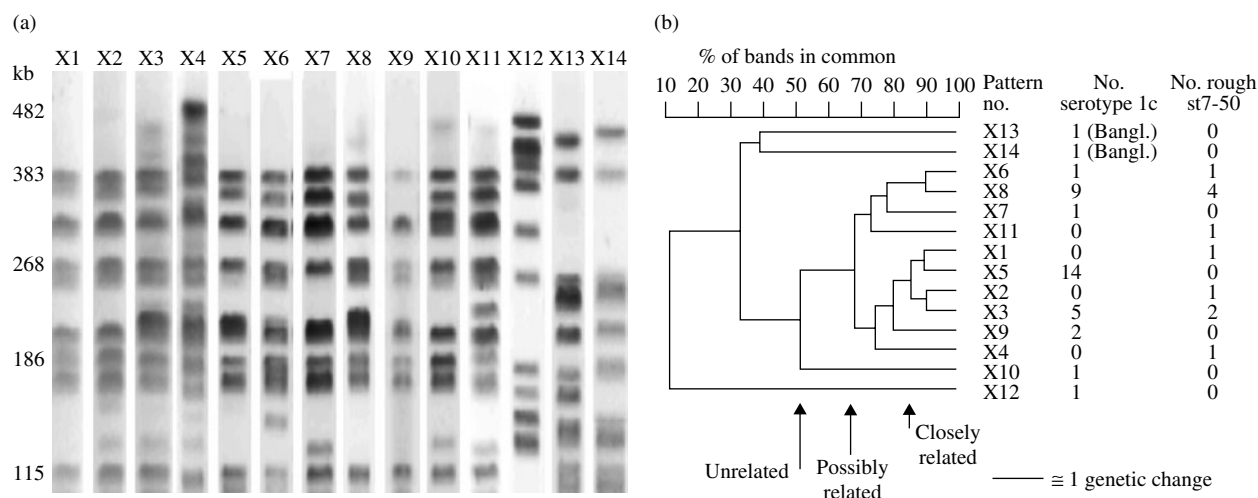 (a)
X1 X2 X3 X4 X5 X6 X7 X8 X9 X10 X11 X12 X13 X14
kb
482
383
268
186
115
(b)
% of bands in common
10 20 30 40 50 60 70 80 90 100
Pattern no. No. serotype 1c No. rough st7-50
X13 1 (Bangl.) 0
X14 1 (Bangl.) 0
X6 1 1
X8 9 4
X7 1 0
X11 0 1
X1 0 1
X5 14 0
X2 0 1
X3 5 2
X9 2 0
X4 0 1
X10 1 0
X12 1 0
Unrelated
Possibly
related
Closely
related
≅ 1 genetic change